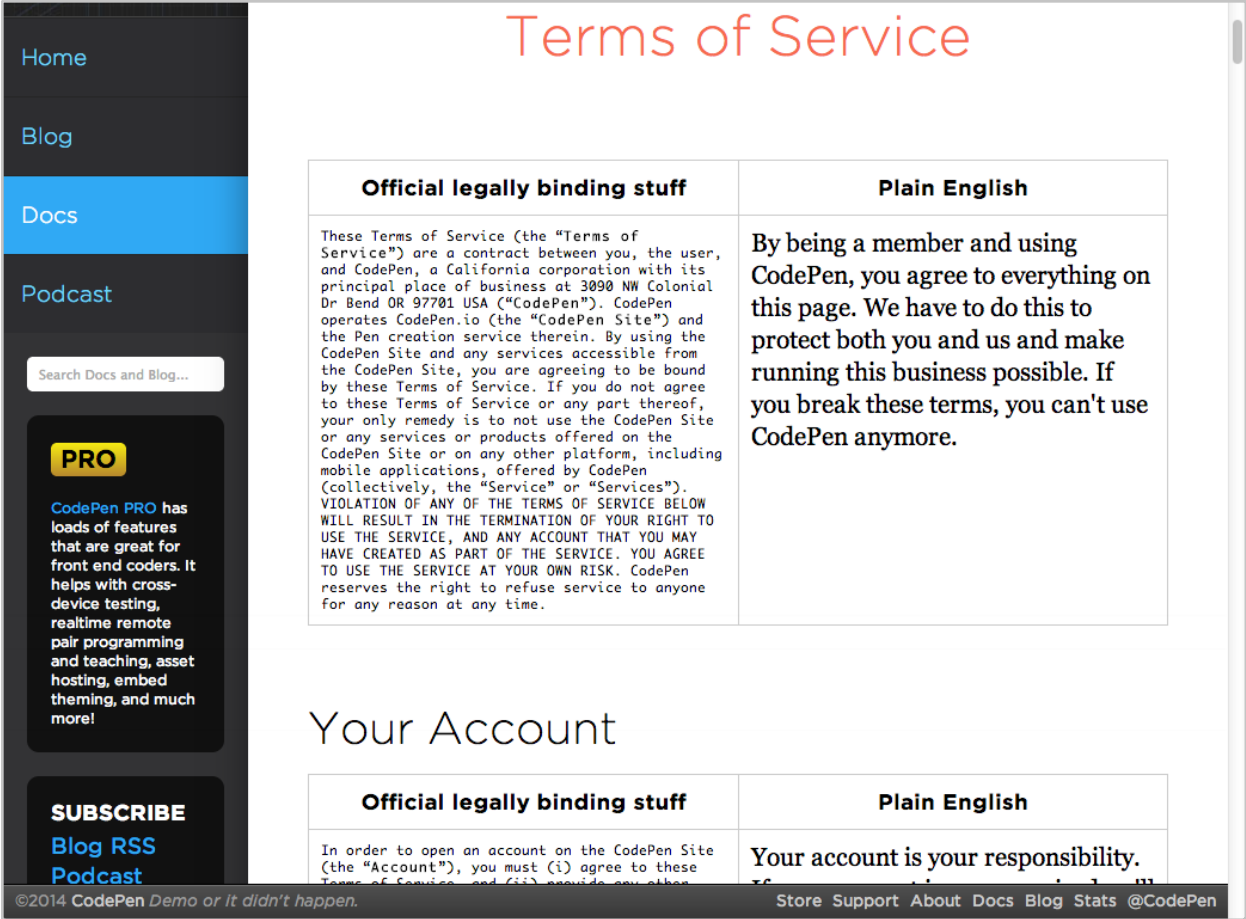 Home
Blog
Docs
Podcast
Search Docs and Blog...
PRO
CodePen PRO has
loads of features
that are great for
front end coders. It
helps with cross-
device testing,
realtime remote
pair programming
and teaching, asset
hosting, embed
theming, and much
more!
SUBSCRIBE
Blog RSS
Podcast
Terms of Service
Official legally binding stuff
Plain English
These Terms of Service (the “Terms of
Service”) are a contract between you, the user,
and CodePen, a California corporation with its
principal place of business at 3090 NW Colonial
Dr Bend OR 97701 USA (“CodePen”). CodePen
operates CodePen.io (the “CodePen Site”) and
the Pen creation service therein. By using the
CodePen Site and any services accessible from
the CodePen Site, you are agreeing to be bound
by these Terms of Service. If you do not agree
to these Terms of Service or any part thereof,
your only remedy is to not use the CodePen Site
or any services or products offered on the
CodePen Site or on any other platform, including
mobile applications, offered by CodePen
(collectively, the “Service” or “Services”).
VIOLATION OF ANY OF THE TERMS OF SERVICE BELOW
WILL RESULT IN THE TERMINATION OF YOUR RIGHT TO
USE THE SERVICE, AND ANY ACCOUNT THAT YOU MAY
HAVE CREATED AS PART OF THE SERVICE. YOU AGREE
TO USE THE SERVICE AT YOUR OWN RISK. CodePen
reserves the right to refuse service to anyone
for any reason at any time.
By being a member and using
CodePen, you agree to everything on
this page. We have to do this to
protect both you and us and make
running this business possible. If
you break these terms, you can't use
CodePen anymore.
Your Account
Official legally binding stuff
Plain English
In order to open an account on the CodePen Site
(the “Account”), you must (i) agree to these
Terms of Service, and (ii) provide any other
Your account is your responsibility.
©2014 CodePen Demo or it didn't happen.
Store Support About Docs Blog Stats @CodePen